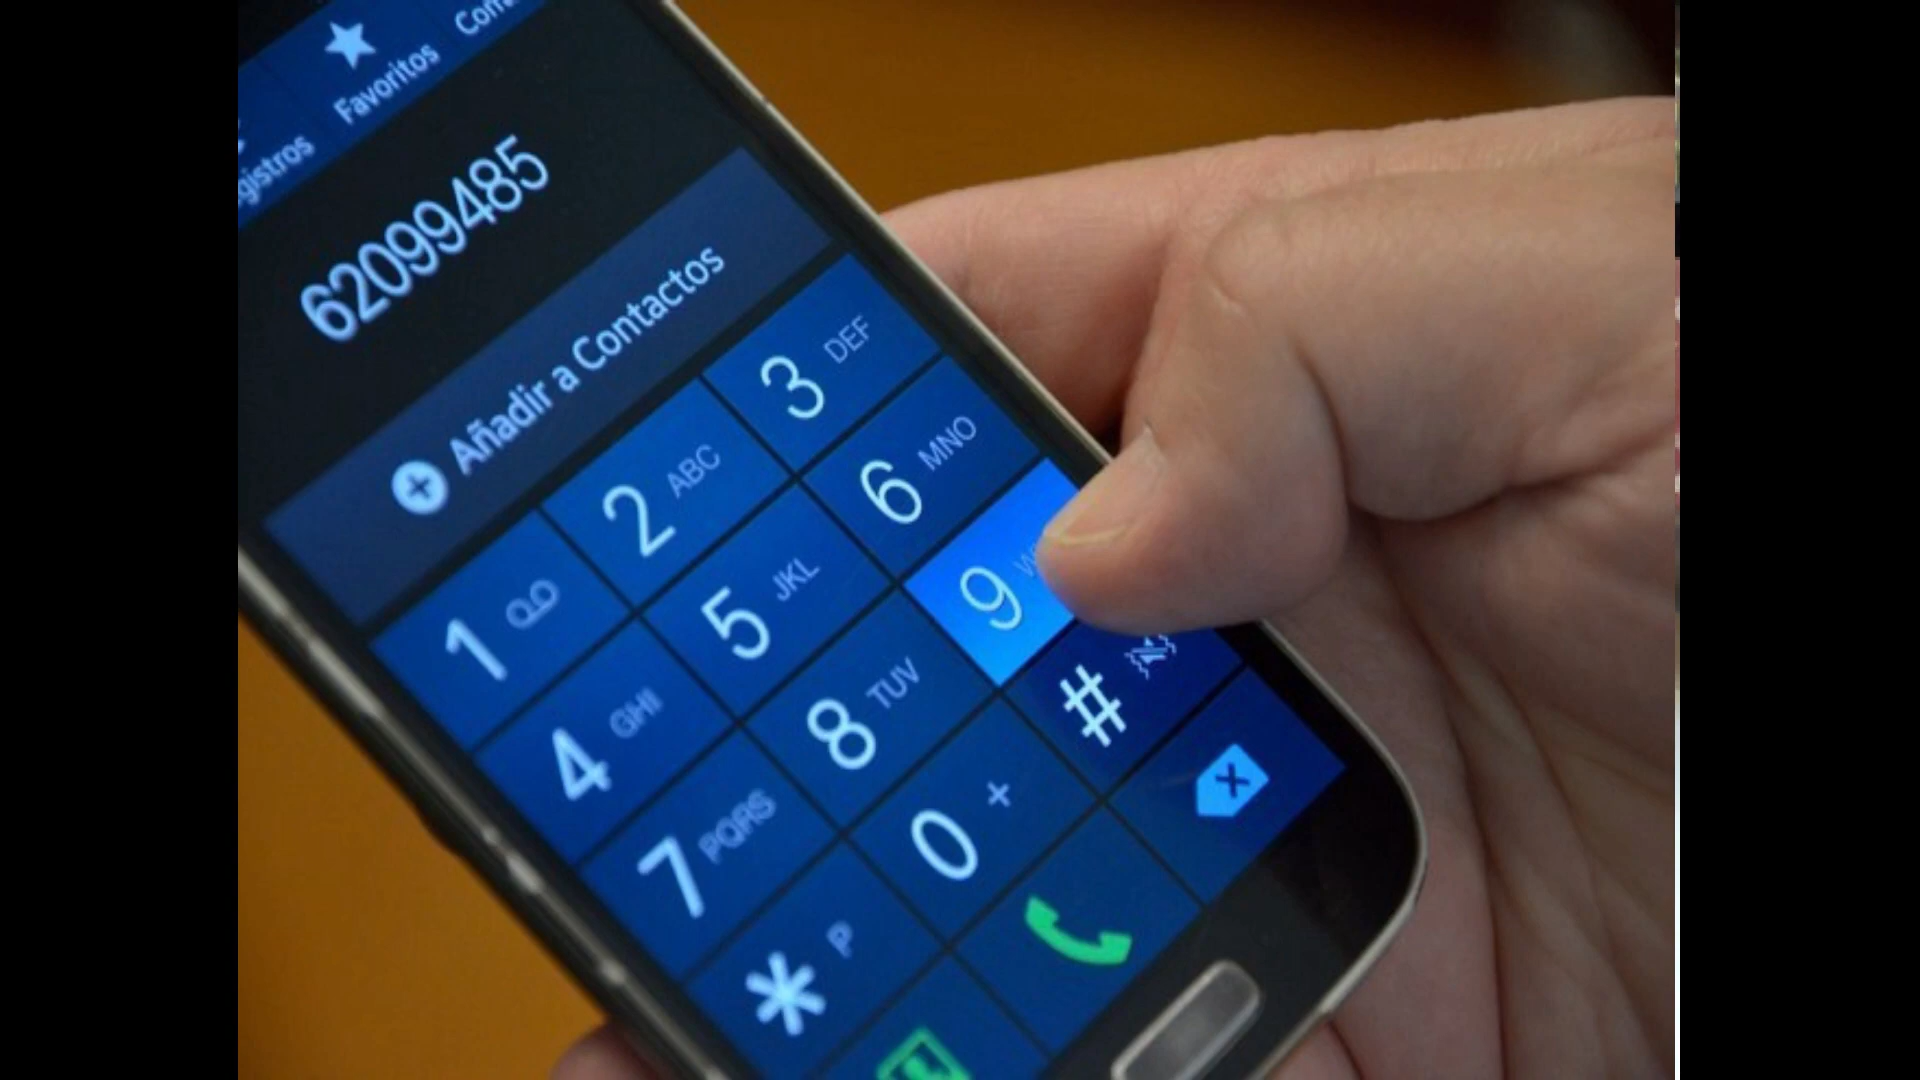 Favoritos
62099485
Añadir a Contactos
1
2 ABC
3 DEF
4 GHI
5 JKL
6 MNO
7 PQRS
8 TUV
9
* P
0 +
#